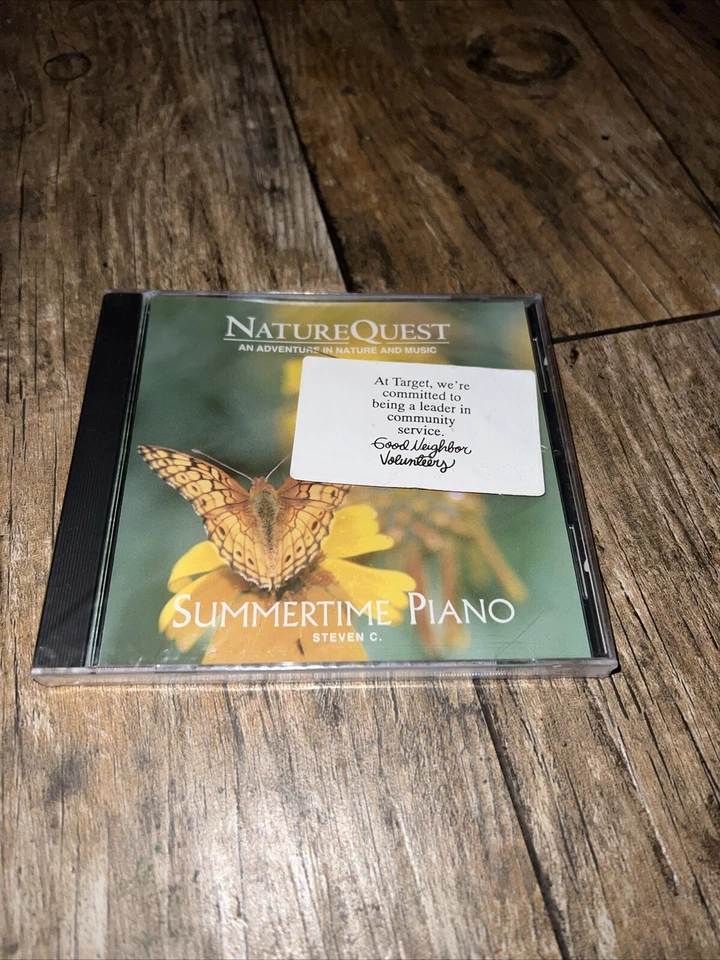 NATUREQUEST
AN ADVENTURE IN NATURE AND MUSIC
At Target, we're
committed to
being a leader in
community
service.
Good Neighbor
Volunteers
SUMMERTIME PIANO
STEVEN C.